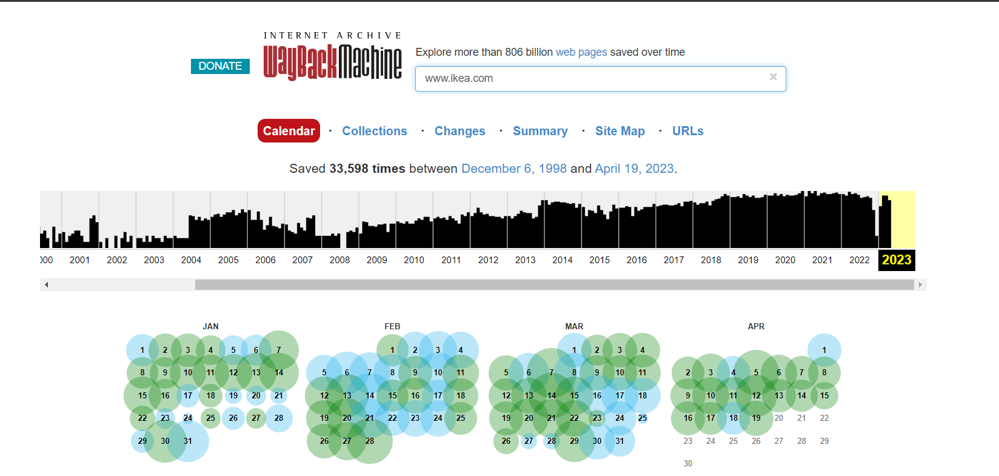 INTERNET ARCHIVE
WayBackMachine
DONATE
Explore more than 806 billion web pages saved over time
www.ikea.com ×
Calendar · Collections · Changes · Summary · Site Map · URLs
Saved 33,598 times between December 6, 1998 and April 19, 2023.
00 2001 2002 2003 2004 2005 2006 2007 2008 2009 2010 2011 2012 2013 2014 2015 2016 2017 2018 2019 2020 2021 2022 2023
JAN FEB MAR APR
1 2 3 4 5 6 7 1 2 3 4 1 2 3 4 1
8 9 10 11 12 13 14 5 6 7 8 9 10 11 5 6 7 8 9 10 11 2 3 4 5 6 7 8
15 16 17 18 19 20 21 12 13 14 15 16 17 18 12 13 14 15 16 17 18 9 10 11 12 13 14 15
22 23 24 25 26 27 28 19 20 21 22 23 24 25 19 20 21 22 23 24 25 16 17 18 19 20 21 22
29 30 31 26 27 28 26 27 28 29 30 31 23 24 25 26 27 28 29
30